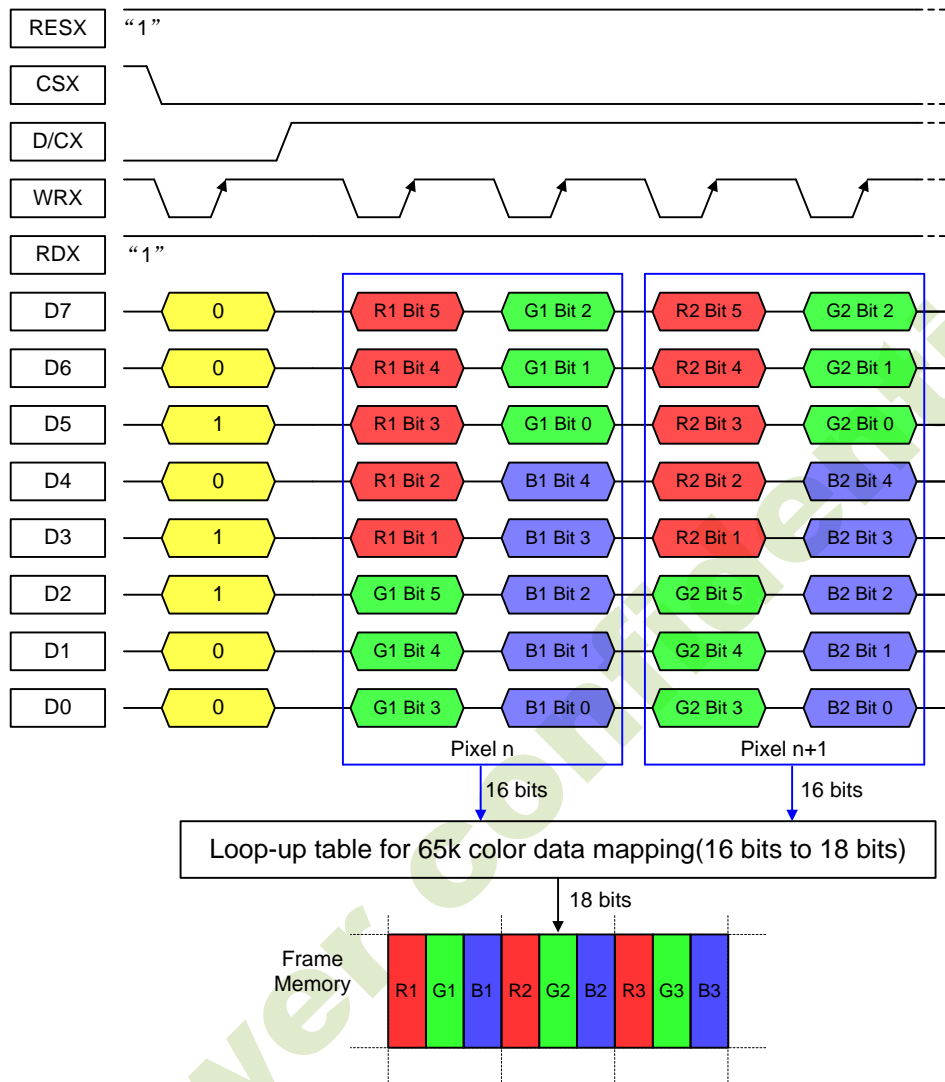 RESX “1”
CSX
D/CX
WRX
RDX “1”
D7 0 R1 Bit 5 G1 Bit 2 R2 Bit 5 G2 Bit 2
D6 0 R1 Bit 4 G1 Bit 1 R2 Bit 4 G2 Bit 1
D5 1 R1 Bit 3 G1 Bit 0 R2 Bit 3 G2 Bit 0
D4 0 R1 Bit 2 B1 Bit 4 R2 Bit 2 B2 Bit 4
D3 1 R1 Bit 1 B1 Bit 3 R2 Bit 1 B2 Bit 3
D2 1 G1 Bit 5 B1 Bit 2 G2 Bit 5 B2 Bit 2
D1 0 G1 Bit 4 B1 Bit 1 G2 Bit 4 B2 Bit 1
D0 0 G1 Bit 3 B1 Bit 0 G2 Bit 3 B2 Bit 0
Pixel n Pixel n+1
16 bits 16 bits
Loop-up table for 65k color data mapping(16 bits to 18 bits)
18 bits
Frame
Memory
R1 G1 B1 R2 G2 B2 R3 G3 B3